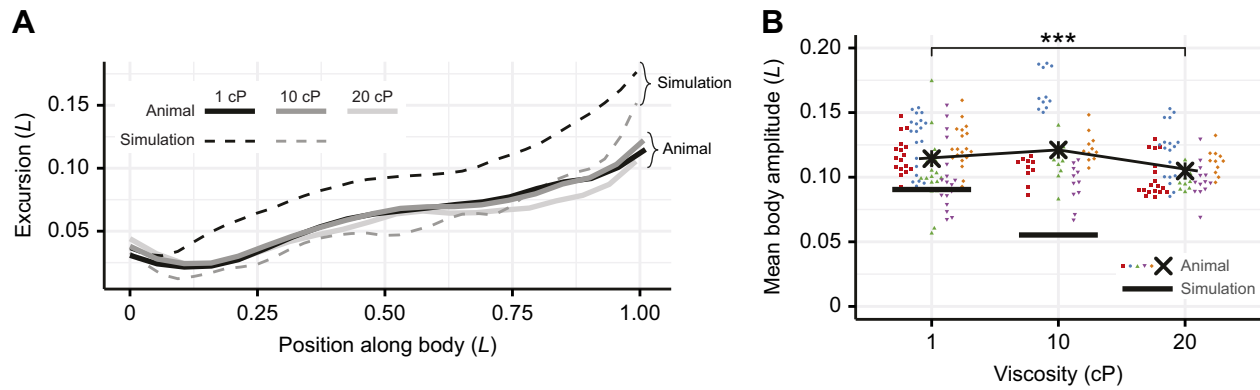 A
Excursion (L)
0.15
0.10
0.05
1 cP 10 cP 20 cP
Animal
Simulation
Simulation
Animal
0 0.25 0.50 0.75 1.00
Position along body (L)
B
Mean body amplitude (L)
0.20
0.15
0.10
0.05
0
***
Animal
Simulation
1 10 20
Viscosity (cP)